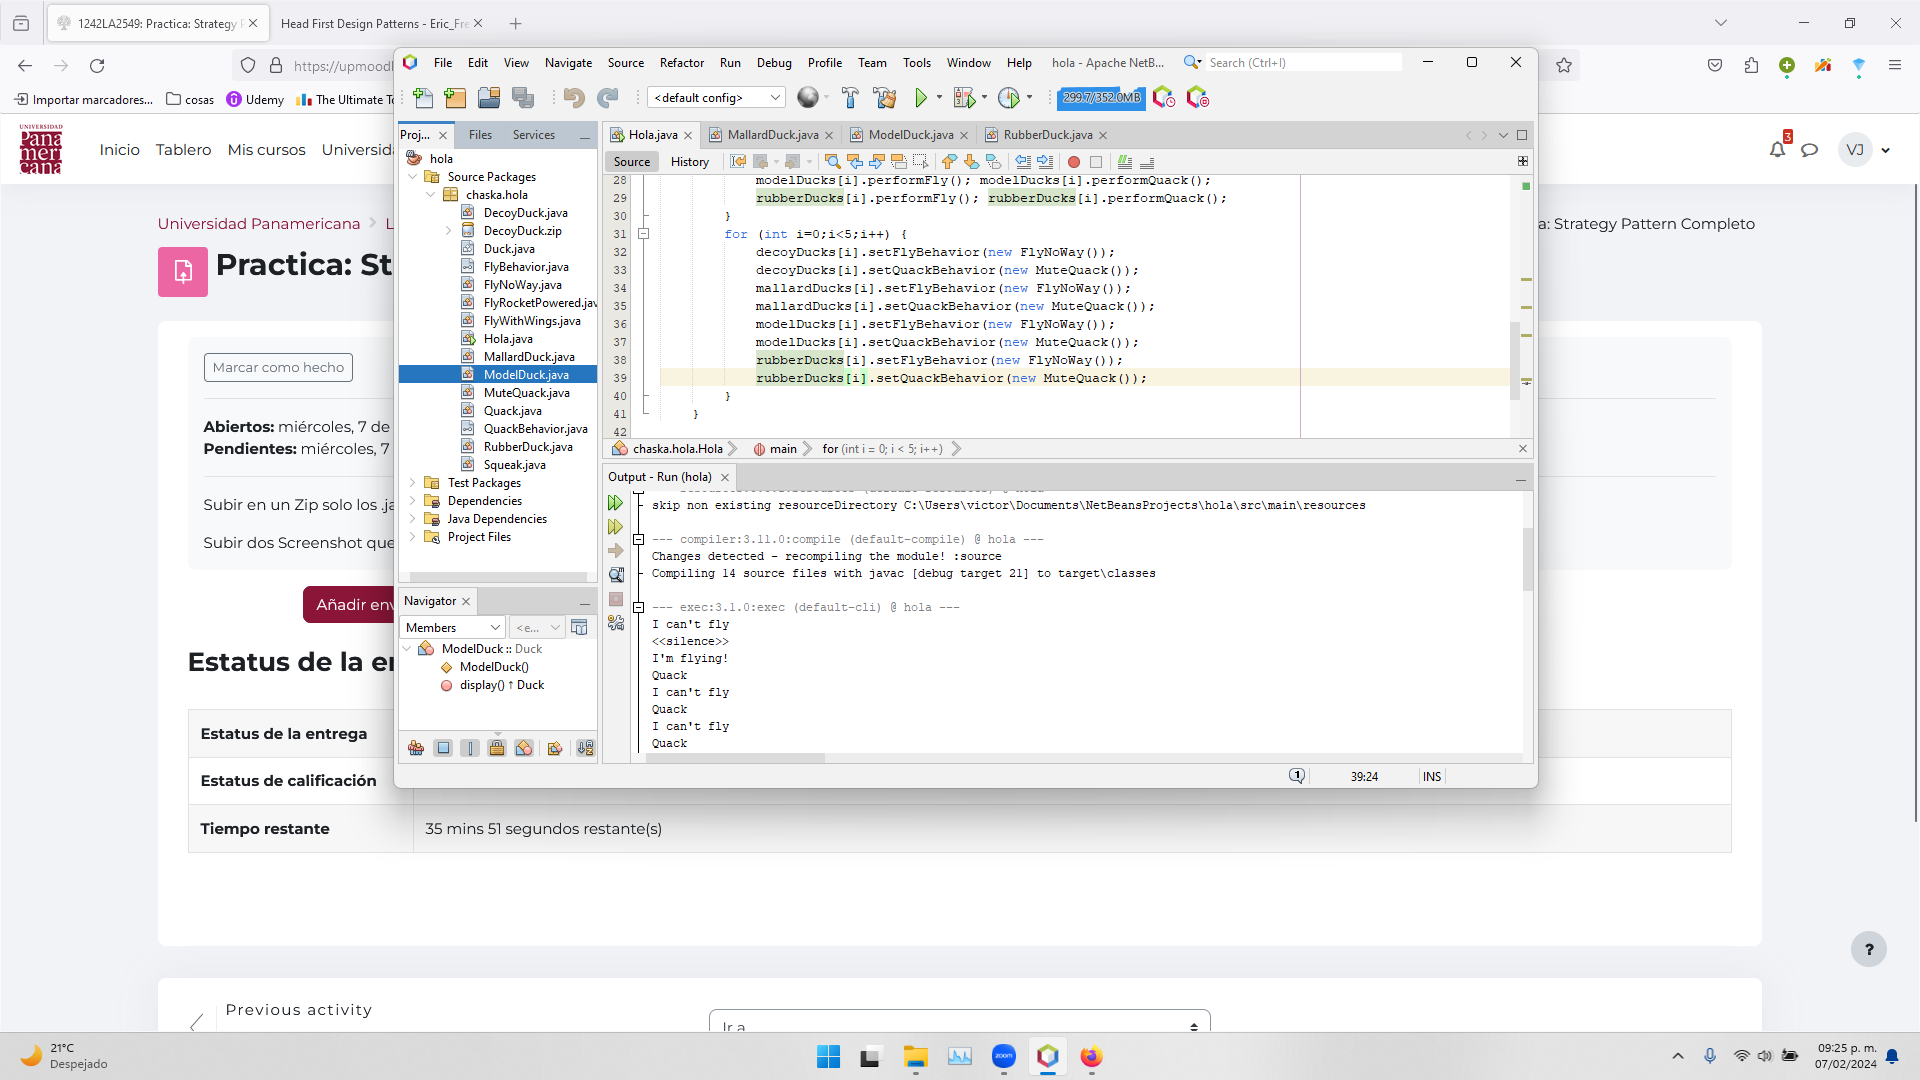 1242LA2549: Practica: Strategy
Head First Design Patterns - Eric_Fre
https://upmood
Importar marcadores...
cosas
Udemy
The Ultimate
UNIVERSIDAD
Pana
mer
cana
Inicio
Tablero
Mis cursos
Universida
3
VJ
Universidad Panamericana
a: Strategy Pattern Completo
Practica: St
Marcar como hecho
Abiertos: miércoles, 7 de
Pendientes: miércoles, 7
Subir en un Zip solo los .ja
Subir dos Screenshot que
Añadir env
Estatus de la e
Estatus de la entrega
Estatus de calificación
Tiempo restante
35 mins 51 segundos restante(s)
Previous activity
Ir a
?
File Edit View Navigate Source Refactor Run Debug Profile Team Tools Window Help
hola - Apache NetB...
Search (Ctrl+I)
<default config>
299.7/352.0MB
Proj...
Files
Services
hola
Source Packages
chaska.hola
DecoyDuck.java
DecoyDuck.zip
Duck.java
FlyBehavior.java
FlyNoWay.java
FlyRocketPowered.jav
FlyWithWings.java
Hola.java
MallardDuck.java
ModelDuck.java
MuteQuack.java
Quack.java
QuackBehavior.java
RubberDuck.java
Squeak.java
Test Packages
Dependencies
Java Dependencies
Project Files
Navigator
Members
<e...
ModelDuck :: Duck
ModelDuck()
display() ↑ Duck
Hola.java
MallardDuck.java
ModelDuck.java
RubberDuck.java
Source
History
28 modelDucks[i].performFly(); modelDucks[i].performQuack();
29 rubberDucks[i].performFly(); rubberDucks[i].performQuack();
30 }
31 for (int i=0;i<5;i++) {
32 decoyDucks[i].setFlyBehavior(new FlyNoWay());
33 decoyDucks[i].setQuackBehavior(new MuteQuack());
34 mallardDucks[i].setFlyBehavior(new FlyNoWay());
35 mallardDucks[i].setQuackBehavior(new MuteQuack());
36 modelDucks[i].setFlyBehavior(new FlyNoWay());
37 modelDucks[i].setQuackBehavior(new MuteQuack());
38 rubberDucks[i].setFlyBehavior(new FlyNoWay());
39 rubberDucks[i].setQuackBehavior(new MuteQuack());
40 }
41 }
42
chaska.hola.Hola
main
for (int i = 0; i < 5; i++)
Output - Run (hola)
skip non existing resourceDirectory C:\Users\victor\Documents\NetBeansProjects\hola\src\main\resources
--- compiler:3.11.0:compile (default-compile) @ hola ---
Changes detected - recompiling the module! :source
Compiling 14 source files with javac [debug target 21] to target\classes
--- exec:3.1.0:exec (default-cli) @ hola ---
I can't fly
<<silence>>
I'm flying!
Quack
I can't fly
Quack
I can't fly
Quack
1
39:24
INS
21°C
Despejado
zoom
09:25 p. m.
07/02/2024